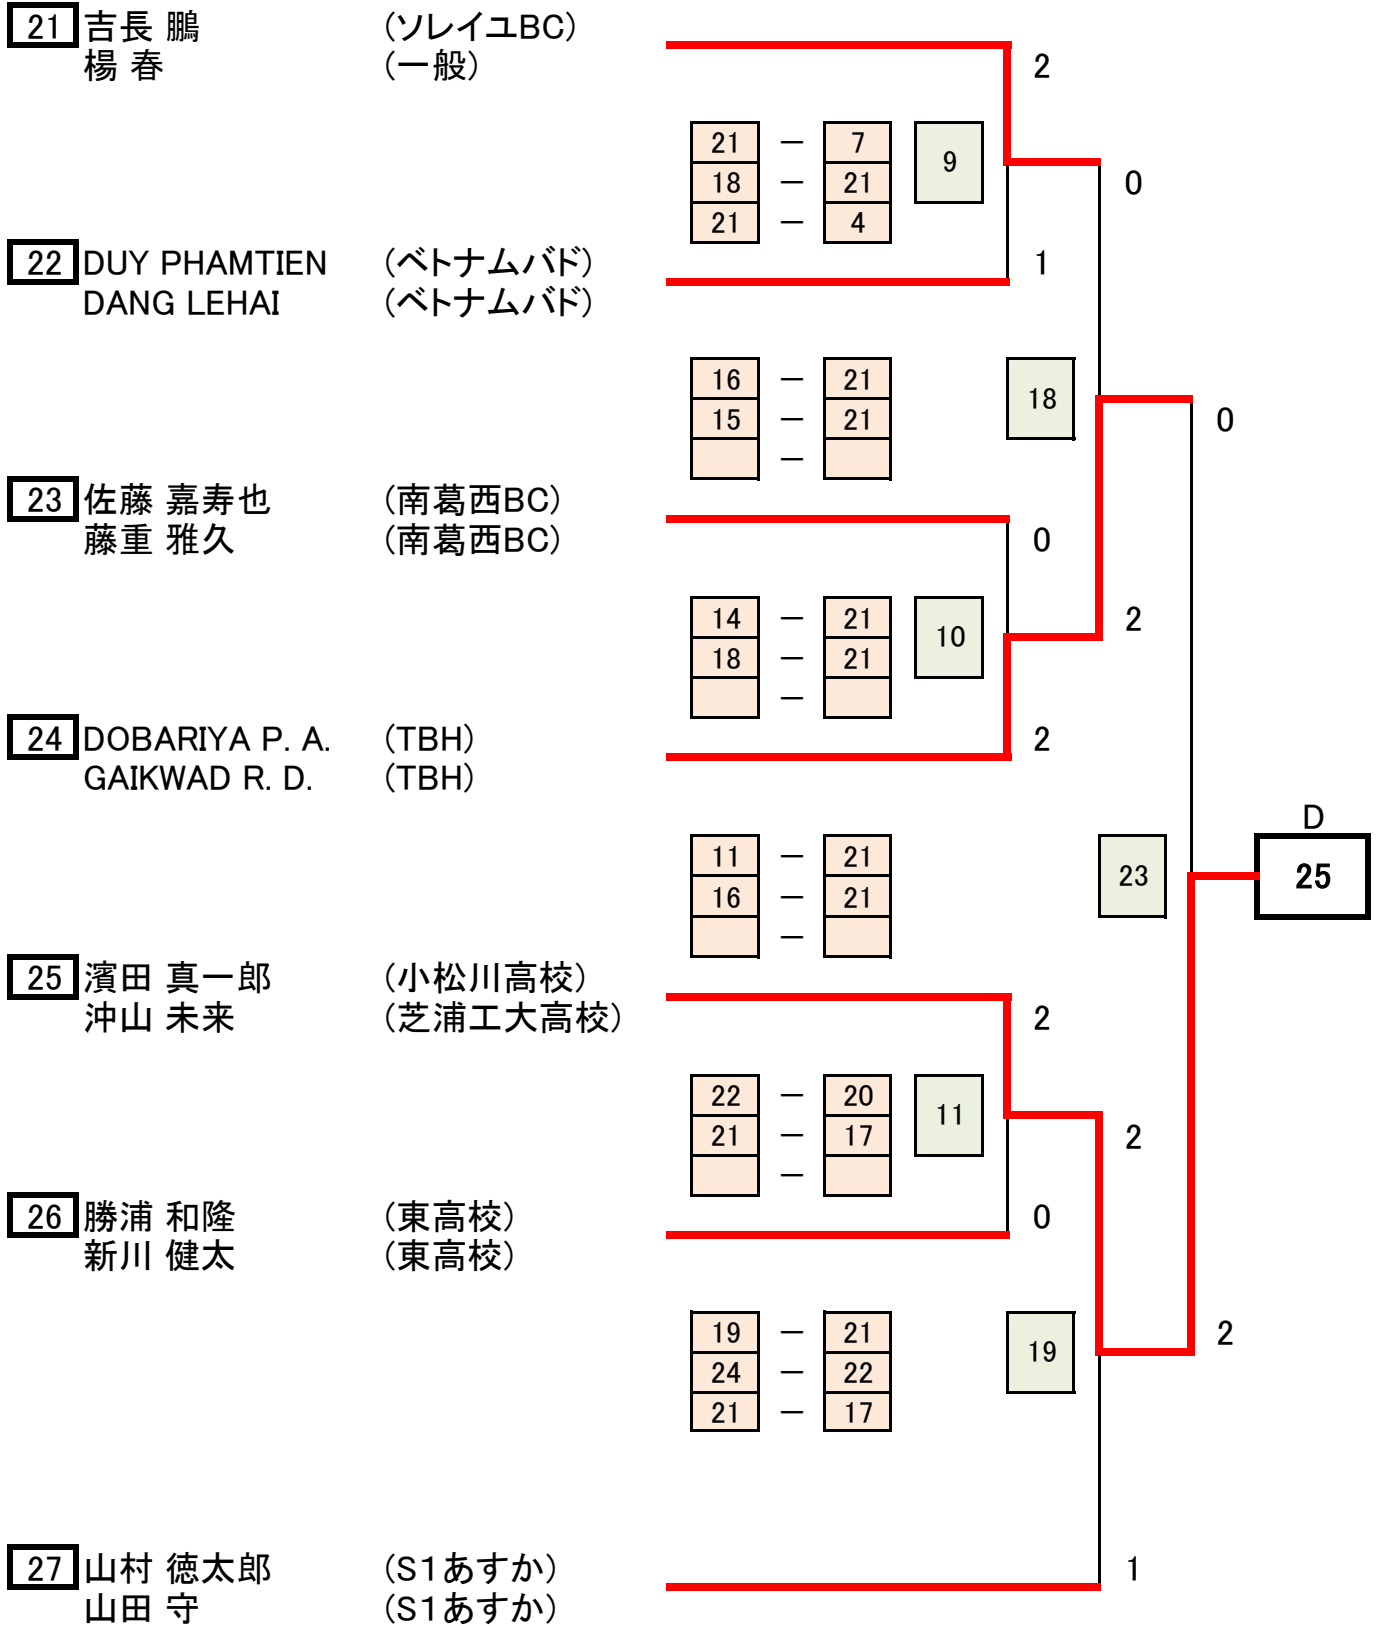 21 吉長 鵬 (ソレイユBC)
楊 春 (一般)
2
21 － 7
9
18 － 21
0
21 － 4
22 DUY PHAMTIEN (ベトナムバド)
1
DANG LEHAI (ベトナムバド)
16 － 21
18
15 － 21
0
－
23 佐藤 嘉寿也 (南葛西BC)
藤重 雅久 (南葛西BC)
0
14 － 21
10
2
18 － 21
－
24 DOBARIYA P. A. (TBH)
2
GAIKWAD R. D. (TBH)
D
11 － 21
23
25
16 － 21
－
25 濱田 真一郎 (小松川高校)
沖山 未来 (芝浦工大高校)
2
22 － 20
11
21 － 17
2
－
26 勝浦 和隆 (東高校)
0
新川 健太 (東高校)
19 － 21
2
19
24 － 22
21 － 17
27 山村 徳太郎 (S1あすか)
1
山田 守 (S1あすか)